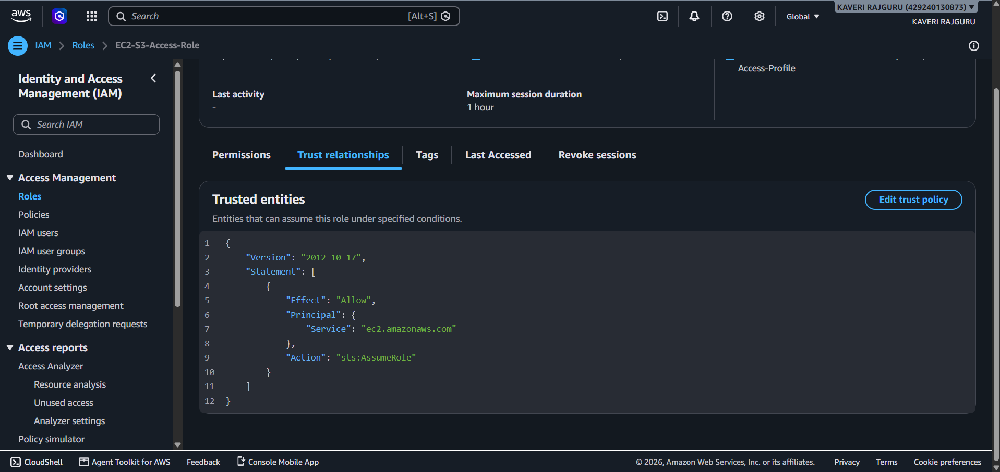 aws
Search
[Alt+S]
Global
KAVERI RAJGURU (429240130873)
KAVERI RAJGURU
IAM
Roles
EC2-S3-Access-Role
Identity and Access
Management (IAM)
Search IAM
Dashboard
Access Management
Roles
Policies
IAM users
IAM user groups
Identity providers
Account settings
Root access management
Temporary delegation requests
Access reports
Access Analyzer
Resource analysis
Unused access
Analyzer settings
Policy simulator
Access-Profile
Last activity
-
Maximum session duration
1 hour
Permissions
Trust relationships
Tags
Last Accessed
Revoke sessions
Trusted entities
Edit trust policy
Entities that can assume this role under specified conditions.
1 {
2 "Version": "2012-10-17",
3 "Statement": [
4 {
5 "Effect": "Allow",
6 "Principal": {
7 "Service": "ec2.amazonaws.com"
8 },
9 "Action": "sts:AssumeRole"
10 }
11 ]
12 }
CloudShell
Agent Toolkit for AWS
Feedback
Console Mobile App
© 2026, Amazon Web Services, Inc. or its affiliates.
Privacy
Terms
Cookie preferences